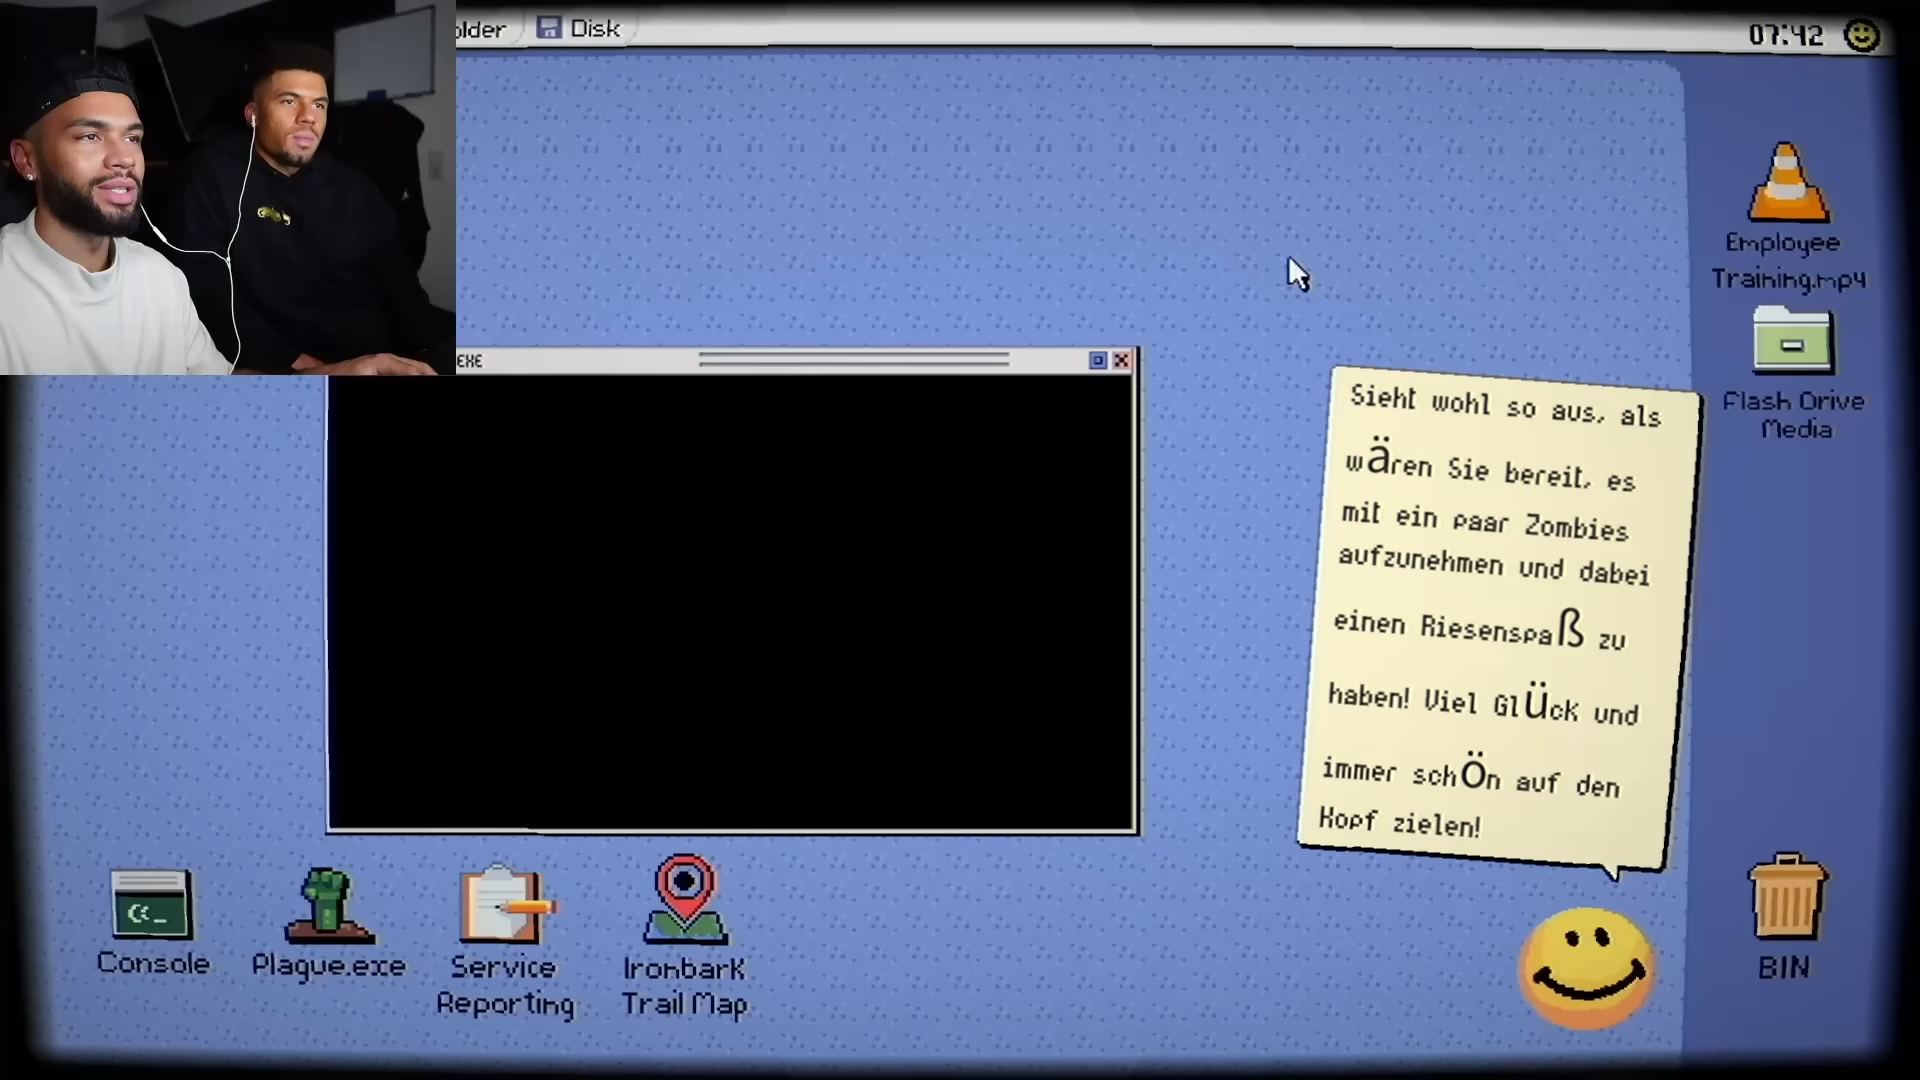 older
Disk
07:42
EXE
Employee
Training.mp4
Flash Drive
Media
Sieht wohl so aus, als
wären Sie bereit, es
mit ein paar Zombies
aufzunehmen und dabei
einen Riesenspaß zu
haben! Viel Glück und
immer schön auf den
Kopf zielen!
Console
Plague.exe
Service
Reporting
Ironbark
Trail Map
BIN